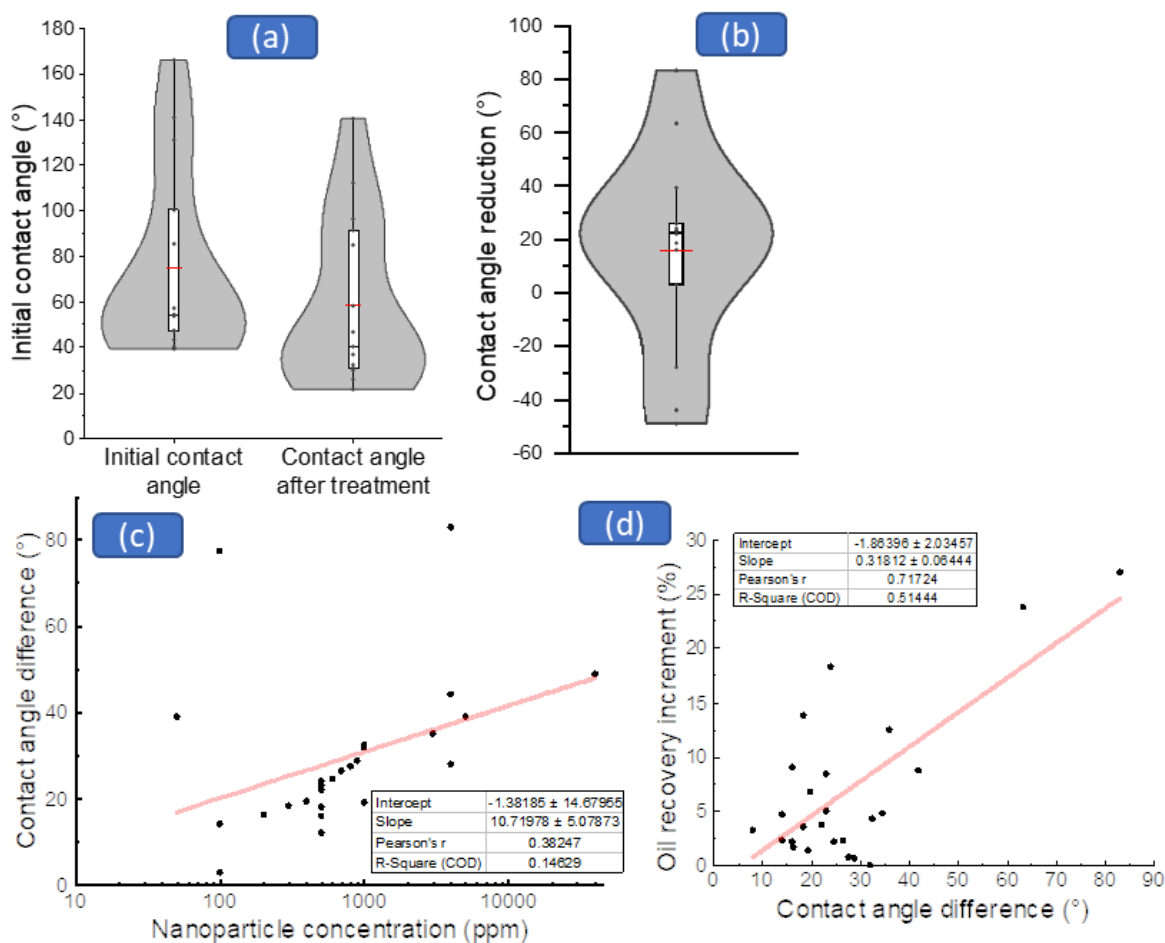 (a)
Initial contact angle (°)
180
160
140
120
100
80
60
40
20
0
Initial contact
angle
Contact angle
after treatment
(b)
Contact angle reduction (°)
100
80
60
40
20
0
-20
-40
-60
(c)
Contact angle difference (°)
80
60
40
20
0
100
1000
10000
Nanoparticle concentration (ppm)
Intercept -1.38185 ± 14.67955
Slope 10.71978 ± 5.07873
Pearson's r 0.38247
R-Square (COD) 0.14629
(d)
Oil recovery increment (%)
30
25
20
15
10
5
0
0 10 20 30 40 50 60 70 80 90
Contact angle difference (°)
Intercept -1.86396 ± 2.03457
Slope 0.31812 ± 0.06444
Pearson's r 0.71724
R-Square (COD) 0.51444